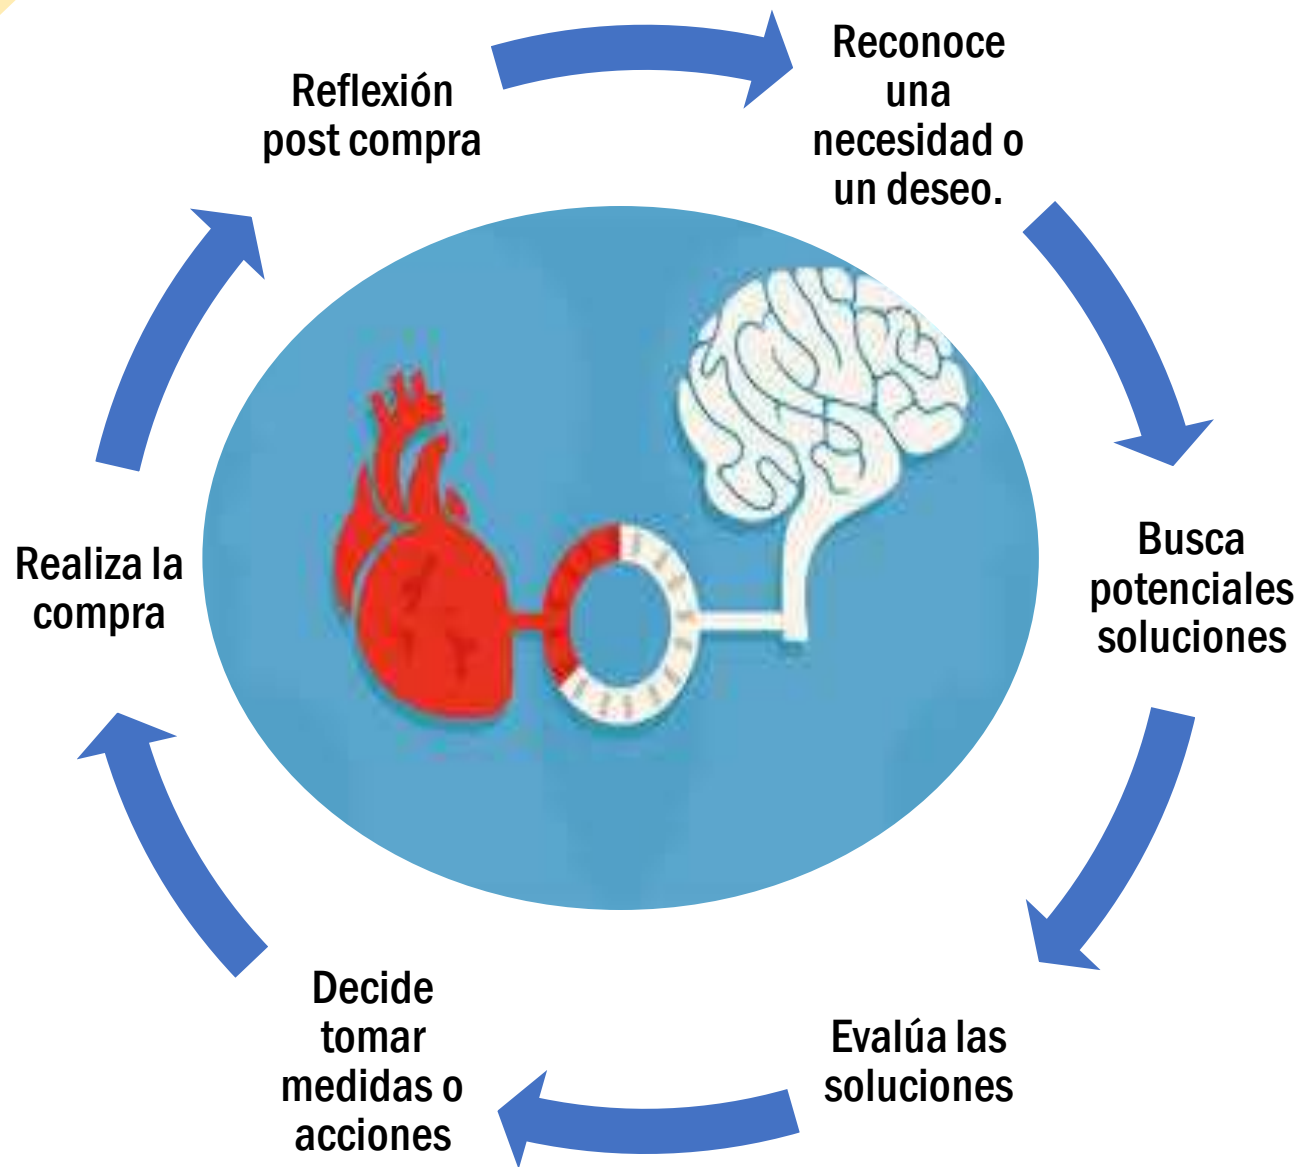 Reconoce
una
necesidad o
un deseo.
Busca
potenciales
soluciones
Evalúa las
soluciones
Decide
tomar
medidas o
acciones
Realiza la
compra
Reflexión
post compra